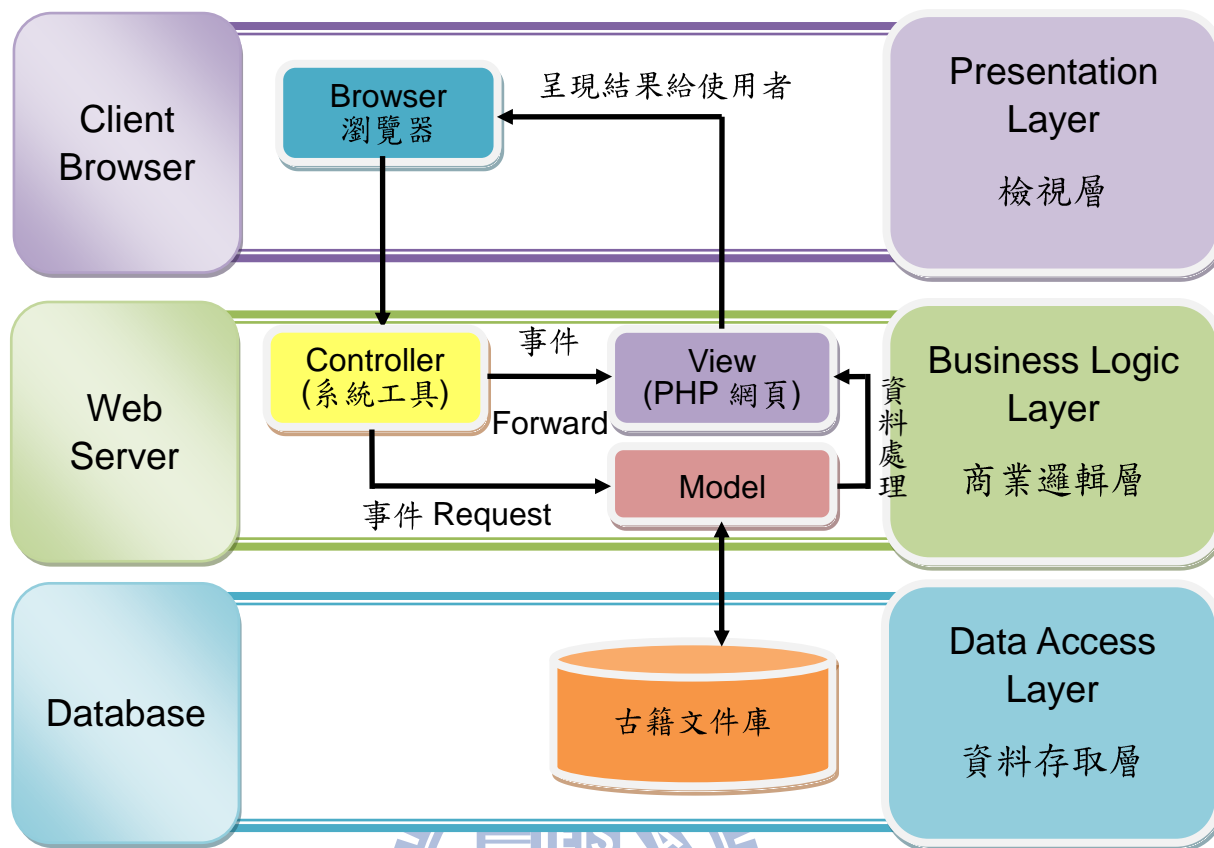 Client
Browser
Browser
瀏覽器
呈現結果給使用者
Presentation
Layer
檢視層
Web
Server
Controller
(系統工具)
事件
Forward
View
(PHP 網頁)
資料處理
Model
事件 Request
Business Logic
Layer
商業邏輯層
Database
古籍文件庫
Data Access
Layer
資料存取層